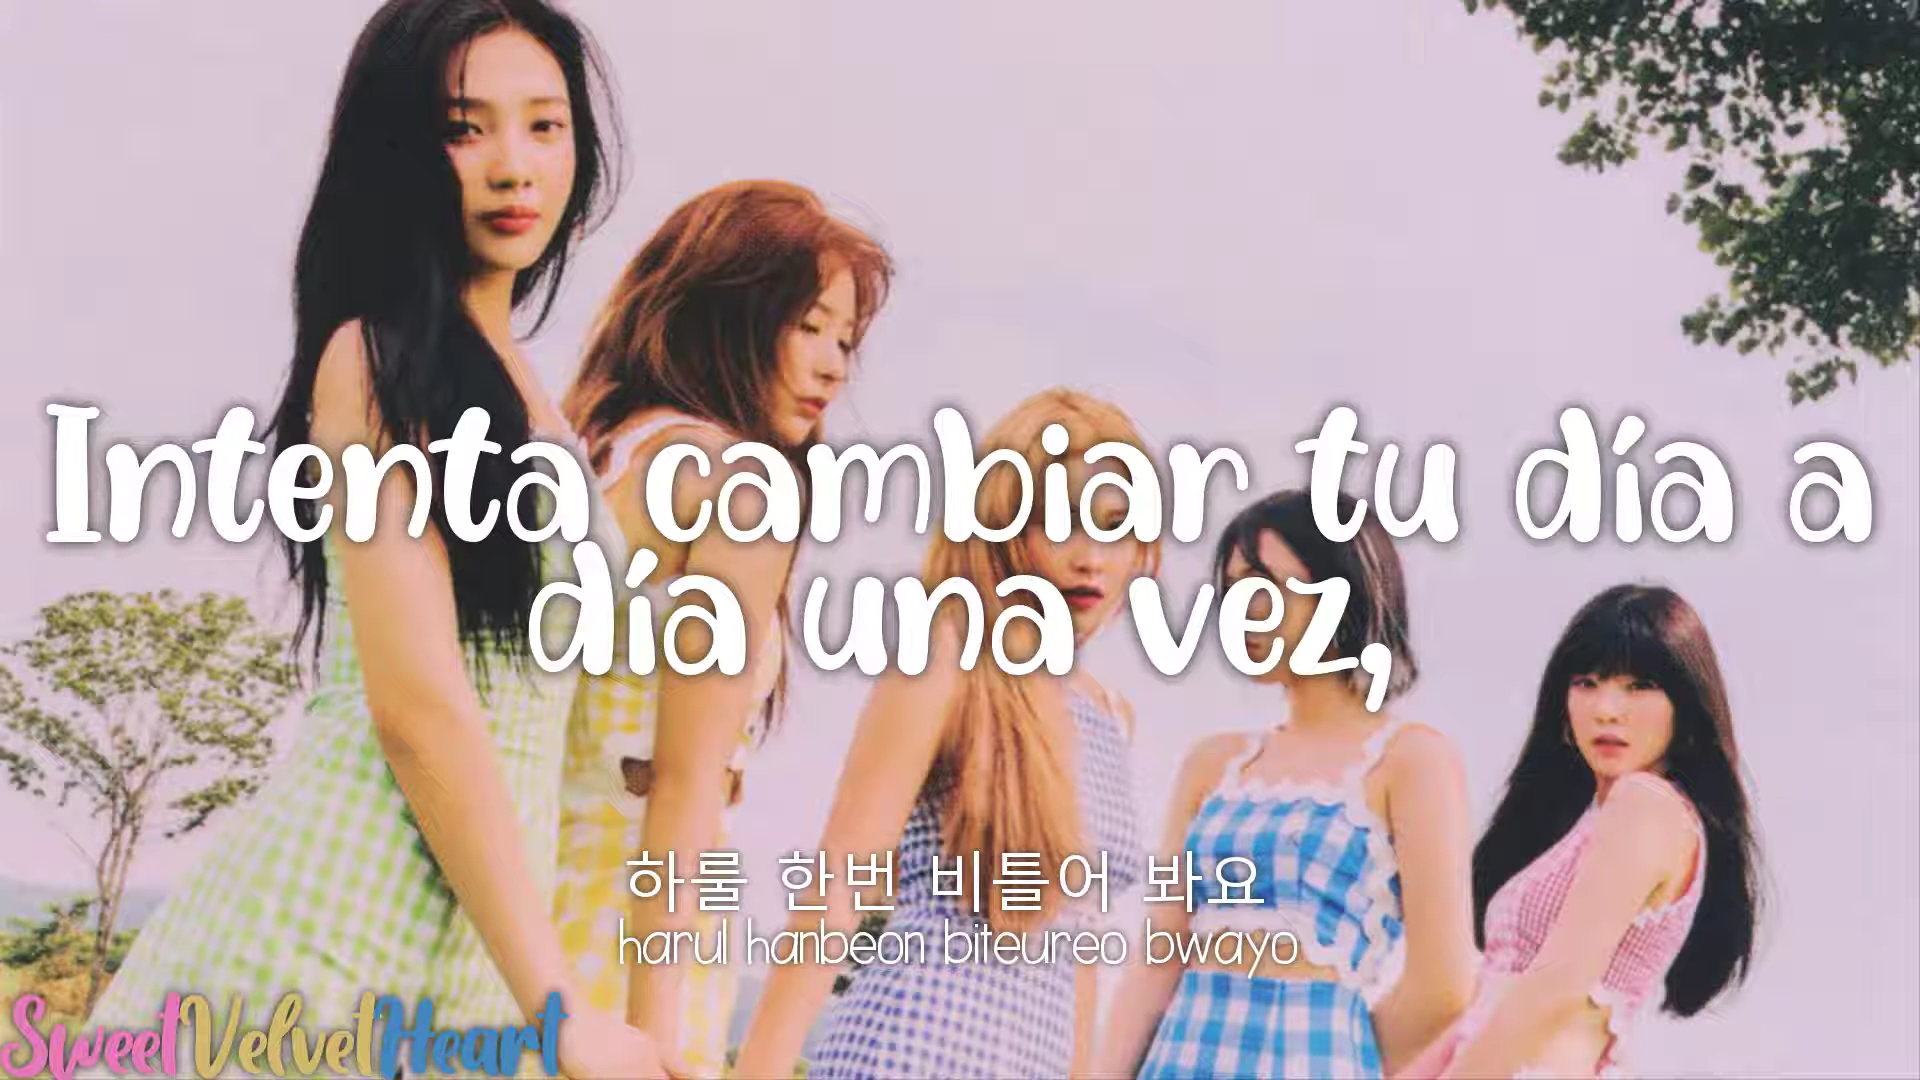 Intenta cambiar tu día a
día una vez,
하룰 한번 비틀어 봐요
harul hanbeon biteureo bwayo
SweetVelvetHeart